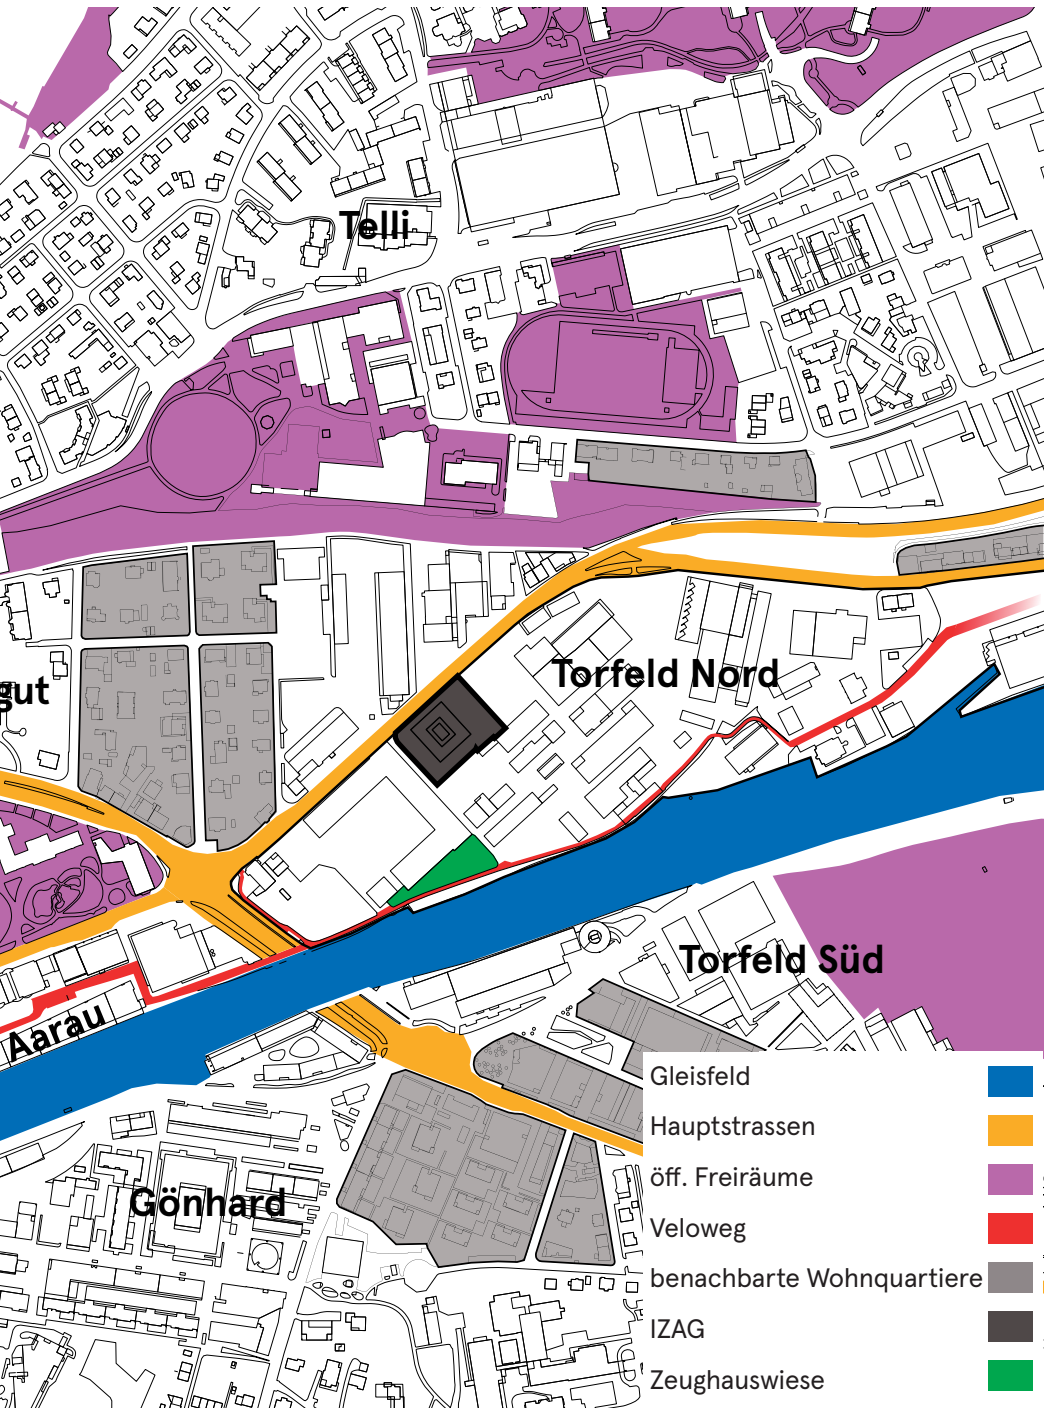 Telli
Torfeld Nord
gut
Torfeld Süd
Aarau
Gönhard
Gleisfeld
Hauptstrassen
öff. Freiräume
Veloweg
benachbarte Wohnquartiere
IZAG
Zeughauswiese